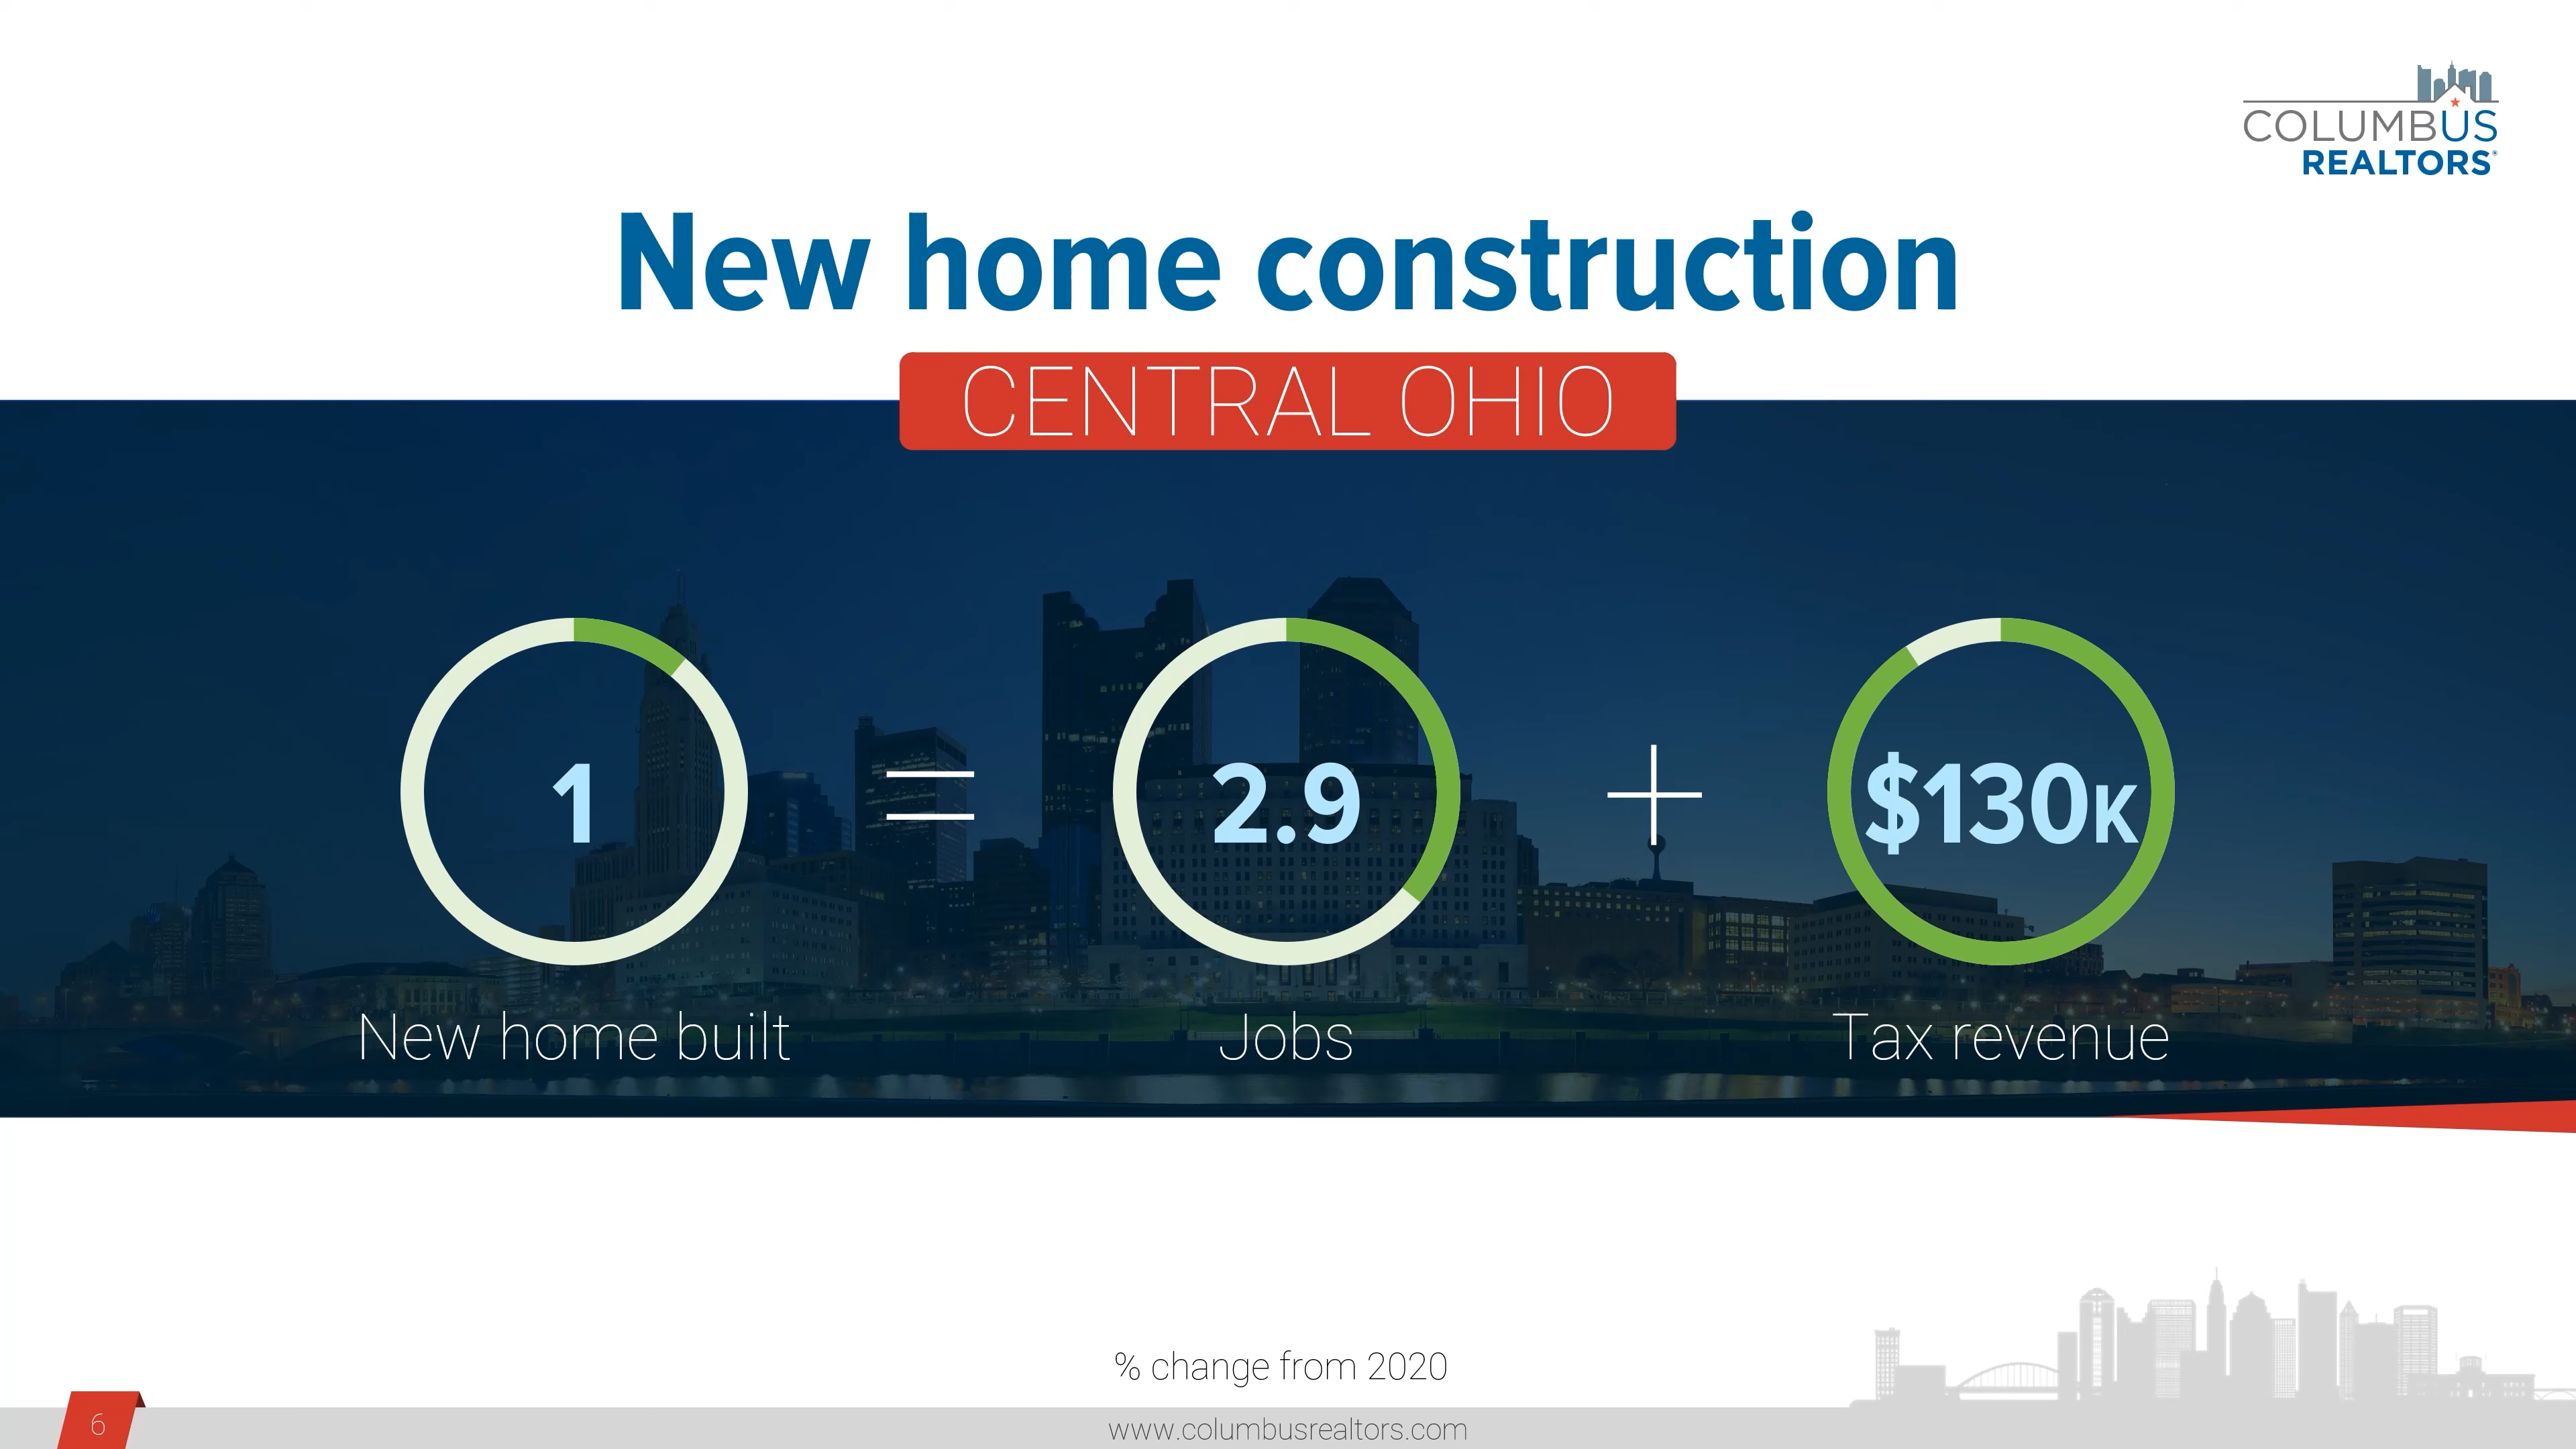 COLUMBUS
REALTORS®
New home construction
CENTRAL OHIO
1 = 2.9 + $130K
New home built Jobs Tax revenue
% change from 2020
6
www.columbusrealtors.com